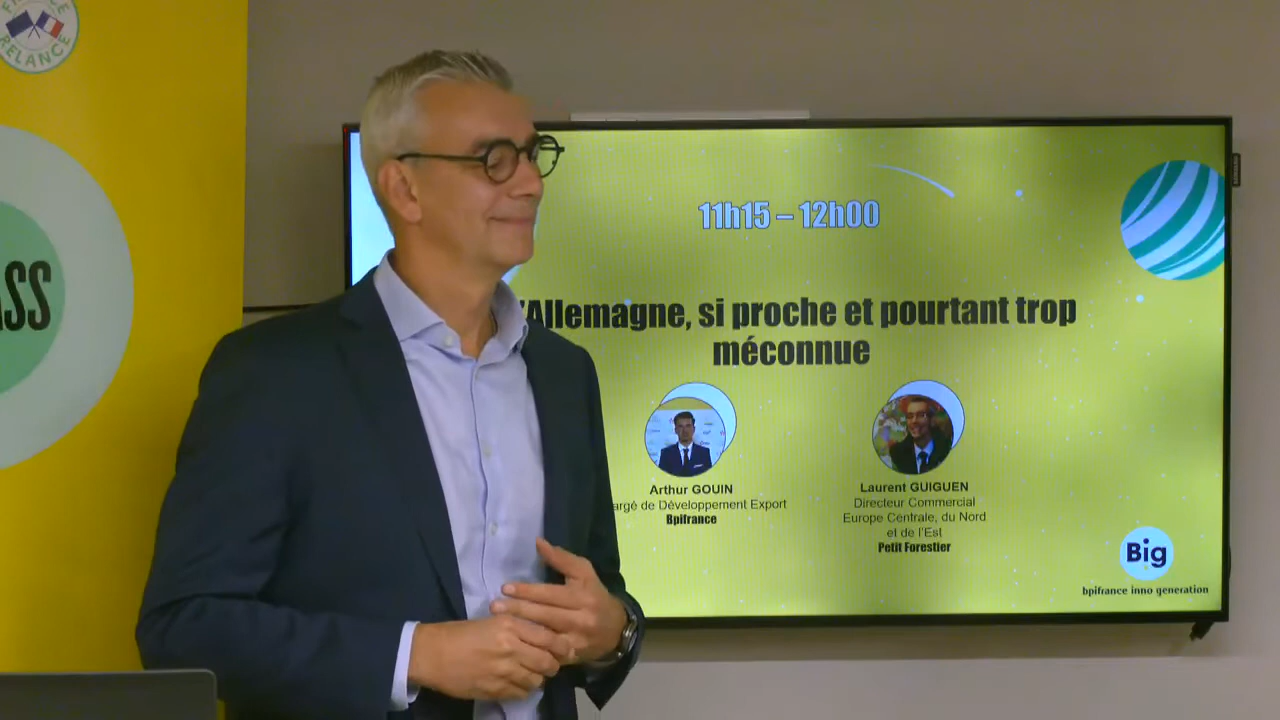 FRANCE
RELANCE
ASS
11h15 – 12h00
'Allemagne, si proche et pourtant trop
méconnue
Arthur GOUIN
argé de Développement Export
Bpifrance
Laurent GUIGUEN
Directeur Commercial
Europe Centrale, du Nord
et de l'Est
Petit Forestier
Big
bpifrance inno generation